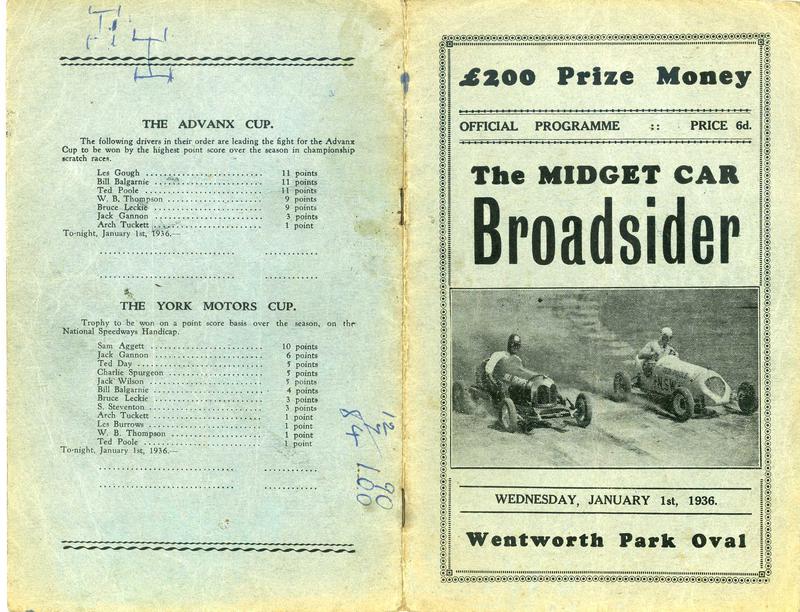 THE ADVANX CUP.
The following drivers in their order are leading the fight for the Advanx
Cup to be won by the highest point score over the season in championship
scratch races.
Les Gough .......................... 11 points
Bill Balgarnie .......................... 11 points
Ted Poole .......................... 11 points
W. B. Thompson .......................... 9 points
Bruce Leckie .......................... 9 points
Jack Gannon .......................... 3 points
Arch Tuckett .......................... 1 point
To-night, January 1st, 1936.—
THE YORK MOTORS CUP.
Trophy to be won on a point score basis over the season, on the
National Speedways Handicap.
Sam Aggett .......................... 10 points
Jack Gannon .......................... 6 points
Ted Day .......................... 5 points
Charlie Spurgeon .......................... 5 points
Jack Wilson .......................... 5 points
Bill Balgarnie .......................... 4 points
Bruce Leckie .......................... 3 points
S. Steventon .......................... 3 points
Arch Tuckett .......................... 1 point
Les Burrows .......................... 1 point
W. B. Thompson .......................... 1 point
Ted Poole .......................... 1 point
To-night, January 1st, 1936.—
12
7
84
90
1.00
£200 Prize Money
OFFICIAL PROGRAMME :: PRICE 6d.
The MIDGET CAR
Broadsider
WEDNESDAY, JANUARY 1st, 1936.
Wentworth Park Oval